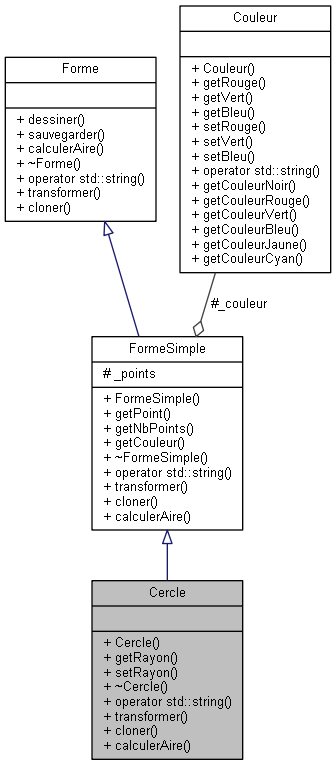 Couleur
+ Couleur()
+ getRouge()
+ getVert()
+ getBleu()
+ setRouge()
+ setVert()
+ setBleu()
+ operator std::string()
+ getCouleurNoir()
+ getCouleurRouge()
+ getCouleurVert()
+ getCouleurBleu()
+ getCouleurJaune()
+ getCouleurCyan()
Forme
+ dessiner()
+ sauvegarder()
+ calculerAire()
+ ~Forme()
+ operator std::string()
+ transformer()
+ cloner()
#_couleur
FormeSimple
# _points
+ FormeSimple()
+ getPoint()
+ getNbPoints()
+ getCouleur()
+ ~FormeSimple()
+ operator std::string()
+ transformer()
+ cloner()
+ calculerAire()
Cercle
+ Cercle()
+ getRayon()
+ setRayon()
+ ~Cercle()
+ operator std::string()
+ transformer()
+ cloner()
+ calculerAire()